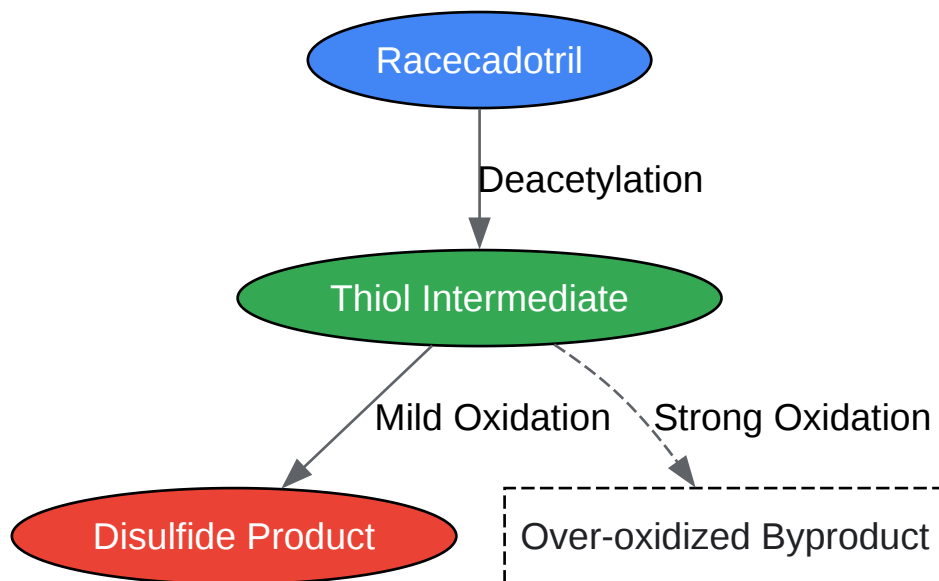 Racecadotril
Deacetylation
Thiol Intermediate
Mild Oxidation
Strong Oxidation
Disulfide Product
Over-oxidized Byproduct